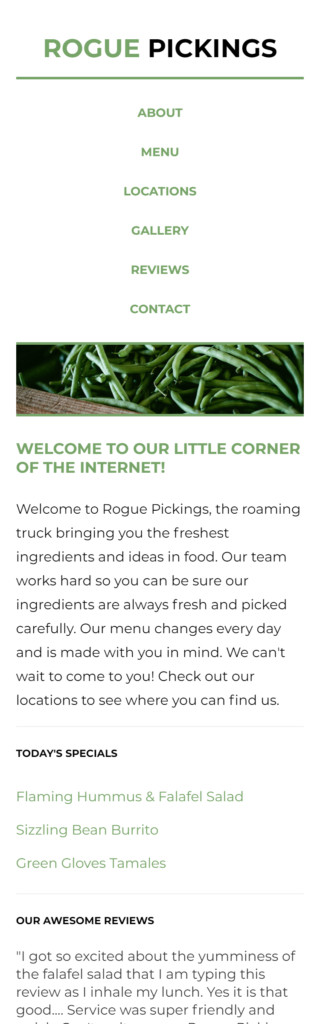 ROGUE PICKINGS
ABOUT
MENU
LOCATIONS
GALLERY
REVIEWS
CONTACT
WELCOME TO OUR LITTLE CORNER
OF THE INTERNET!
Welcome to Rogue Pickings, the roaming
truck bringing you the freshest
ingredients and ideas in food. Our team
works hard so you can be sure our
ingredients are always fresh and picked
carefully. Our menu changes every day
and is made with you in mind. We can't
wait to come to you! Check out our
locations to see where you can find us.
TODAY'S SPECIALS
Flaming Hummus & Falafel Salad
Sizzling Bean Burrito
Green Gloves Tamales
OUR AWESOME REVIEWS
"I got so excited about the yumminess of
the falafel salad that I am typing this
review as I inhale my lunch. Yes it is that
good.... Service was super friendly and